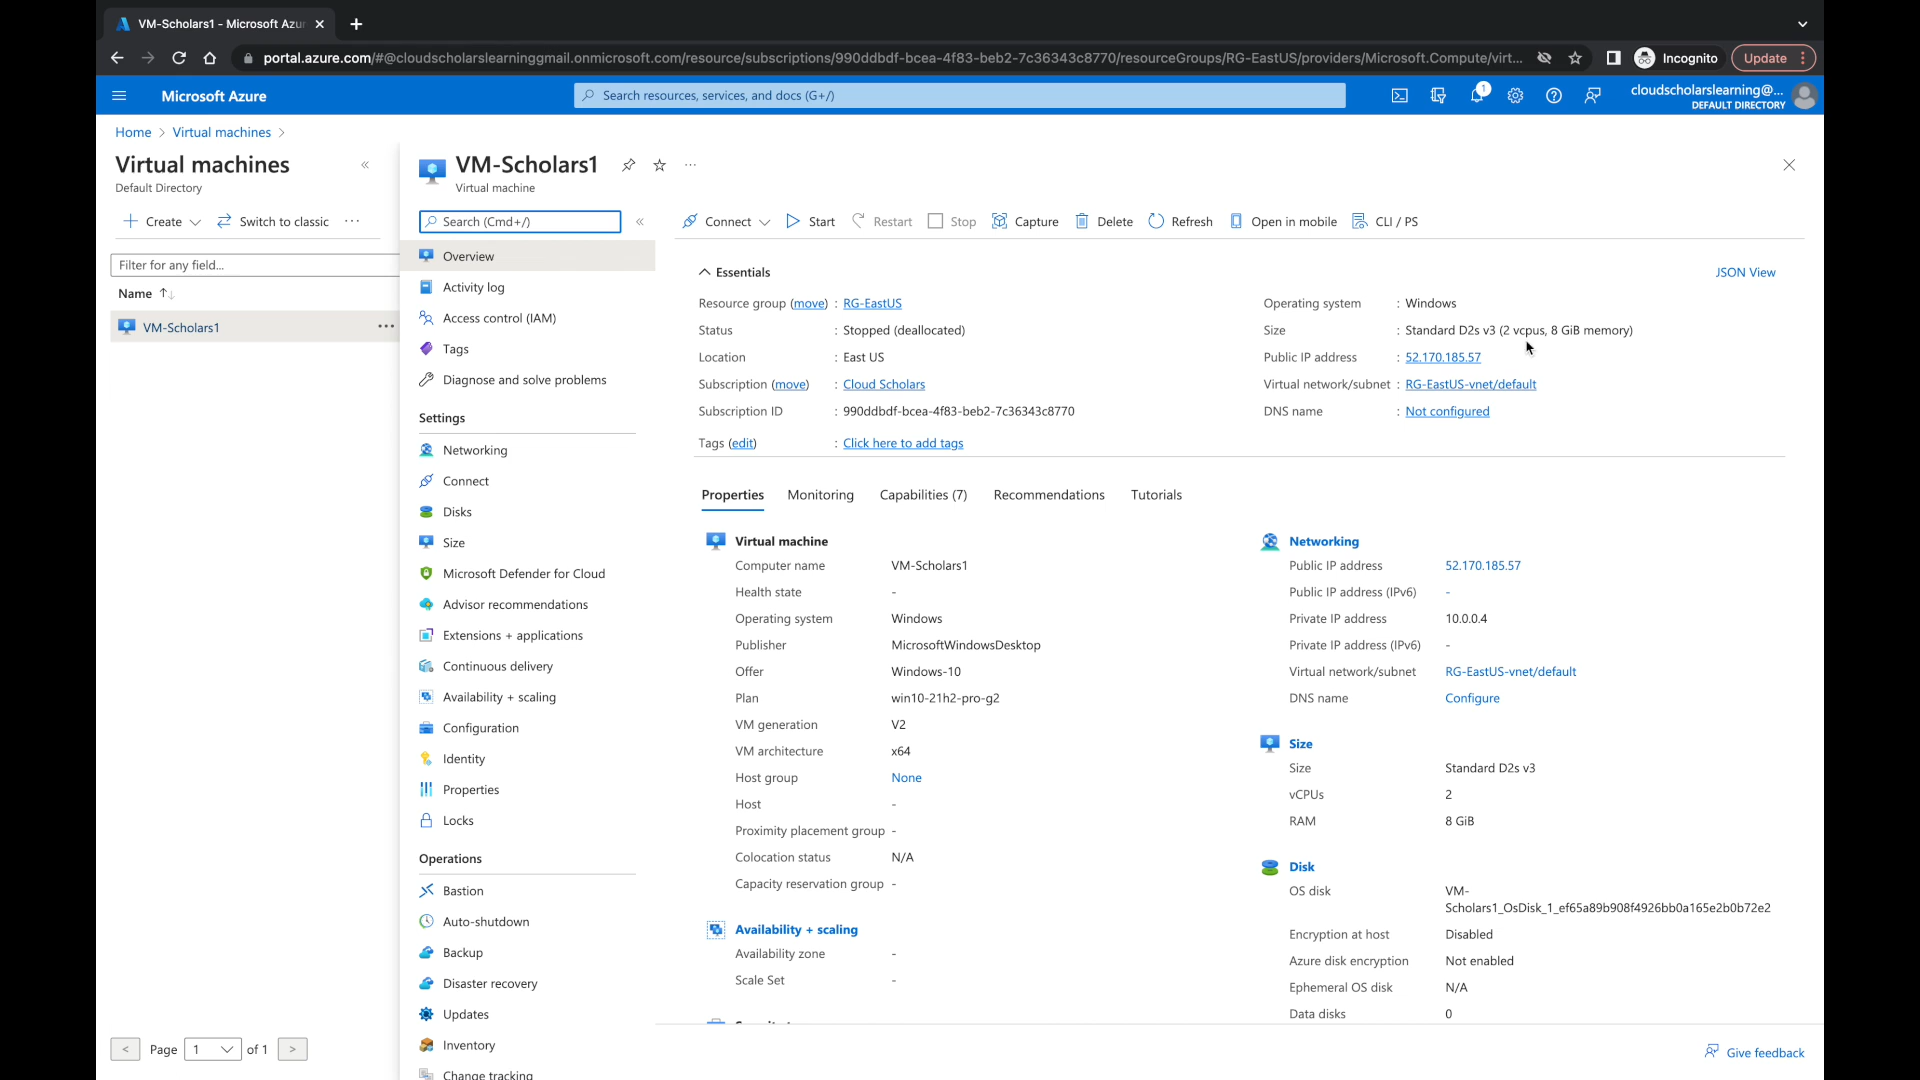 VM-Scholars1 - Microsoft Azu
portal.azure.com/#@cloudscholarslearninggmail.onmicrosoft.com/resource/subscriptions/990ddbdf-bcea-4f83-beb2-7c36343c8770/resourceGroups/RG-EastUS/providers/Microsoft.Compute/virt...
Incognito
Update
Microsoft Azure
Search resources, services, and docs (G+/)
1
cloudscholarslearning@...
DEFAULT DIRECTORY
Home > Virtual machines >
Virtual machines
Default Directory
Create
Switch to classic
Filter for any field...
Name
VM-Scholars1
< Page 1 of 1 >
VM-Scholars1
Virtual machine
Search (Cmd+/)
Overview
Activity log
Access control (IAM)
Tags
Diagnose and solve problems
Settings
Networking
Connect
Disks
Size
Microsoft Defender for Cloud
Advisor recommendations
Extensions + applications
Continuous delivery
Availability + scaling
Configuration
Identity
Properties
Locks
Operations
Bastion
Auto-shutdown
Backup
Disaster recovery
Updates
Inventory
Change tracking
Connect Start Restart Stop Capture Delete Refresh Open in mobile CLI / PS
Essentials
JSON View
Resource group (move) : RG-EastUS
Status : Stopped (deallocated)
Location : East US
Subscription (move) : Cloud Scholars
Subscription ID : 990ddbdf-bcea-4f83-beb2-7c36343c8770
Tags (edit) : Click here to add tags
Operating system : Windows
Size : Standard D2s v3 (2 vcpus, 8 GiB memory)
Public IP address : 52.170.185.57
Virtual network/subnet : RG-EastUS-vnet/default
DNS name : Not configured
Properties Monitoring Capabilities (7) Recommendations Tutorials
Virtual machine
Computer name VM-Scholars1
Health state -
Operating system Windows
Publisher MicrosoftWindowsDesktop
Offer Windows-10
Plan win10-21h2-pro-g2
VM generation V2
VM architecture x64
Host group None
Host -
Proximity placement group -
Colocation status N/A
Capacity reservation group -
Availability + scaling
Availability zone -
Scale Set -
Networking
Public IP address 52.170.185.57
Public IP address (IPv6) -
Private IP address 10.0.0.4
Private IP address (IPv6) -
Virtual network/subnet RG-EastUS-vnet/default
DNS name Configure
Size
Size Standard D2s v3
vCPUs 2
RAM 8 GiB
Disk
OS disk VM-
Scholars1_OsDisk_1_ef65a89b908f4926bb0a165e2b0b72e2
Encryption at host Disabled
Azure disk encryption Not enabled
Ephemeral OS disk N/A
Data disks 0
Give feedback